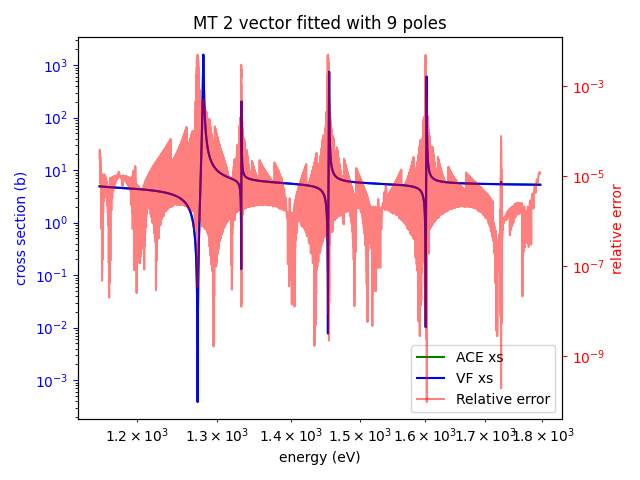 MT 2 vector fitted with 9 poles
cross section (b)
10³
10²
10¹
10⁰
10⁻¹
10⁻²
10⁻³
10⁻³
10⁻⁵
10⁻⁷
10⁻⁹
relative error
ACE xs
VF xs
Relative error
1.2 × 10³ 1.3 × 10³ 1.4 × 10³ 1.5 × 10³ 1.6 × 10³ 1.7 × 10³ 1.8 × 10³
energy (eV)